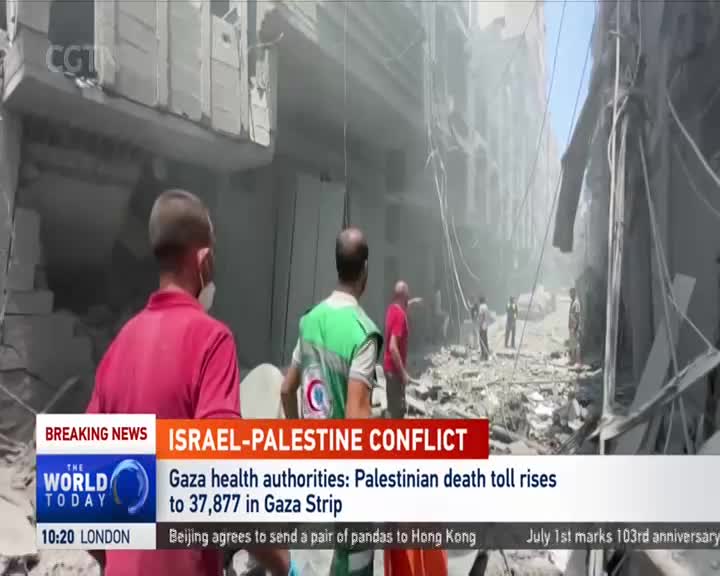 CGTN
BREAKING NEWS
ISRAEL-PALESTINE CONFLICT
THE
WORLD
TODAY
Gaza health authorities: Palestinian death toll rises
to 37,877 in Gaza Strip
10:20 LONDON
Beijing agrees to send a pair of pandas to Hong Kong
July 1st marks 103rd anniversary